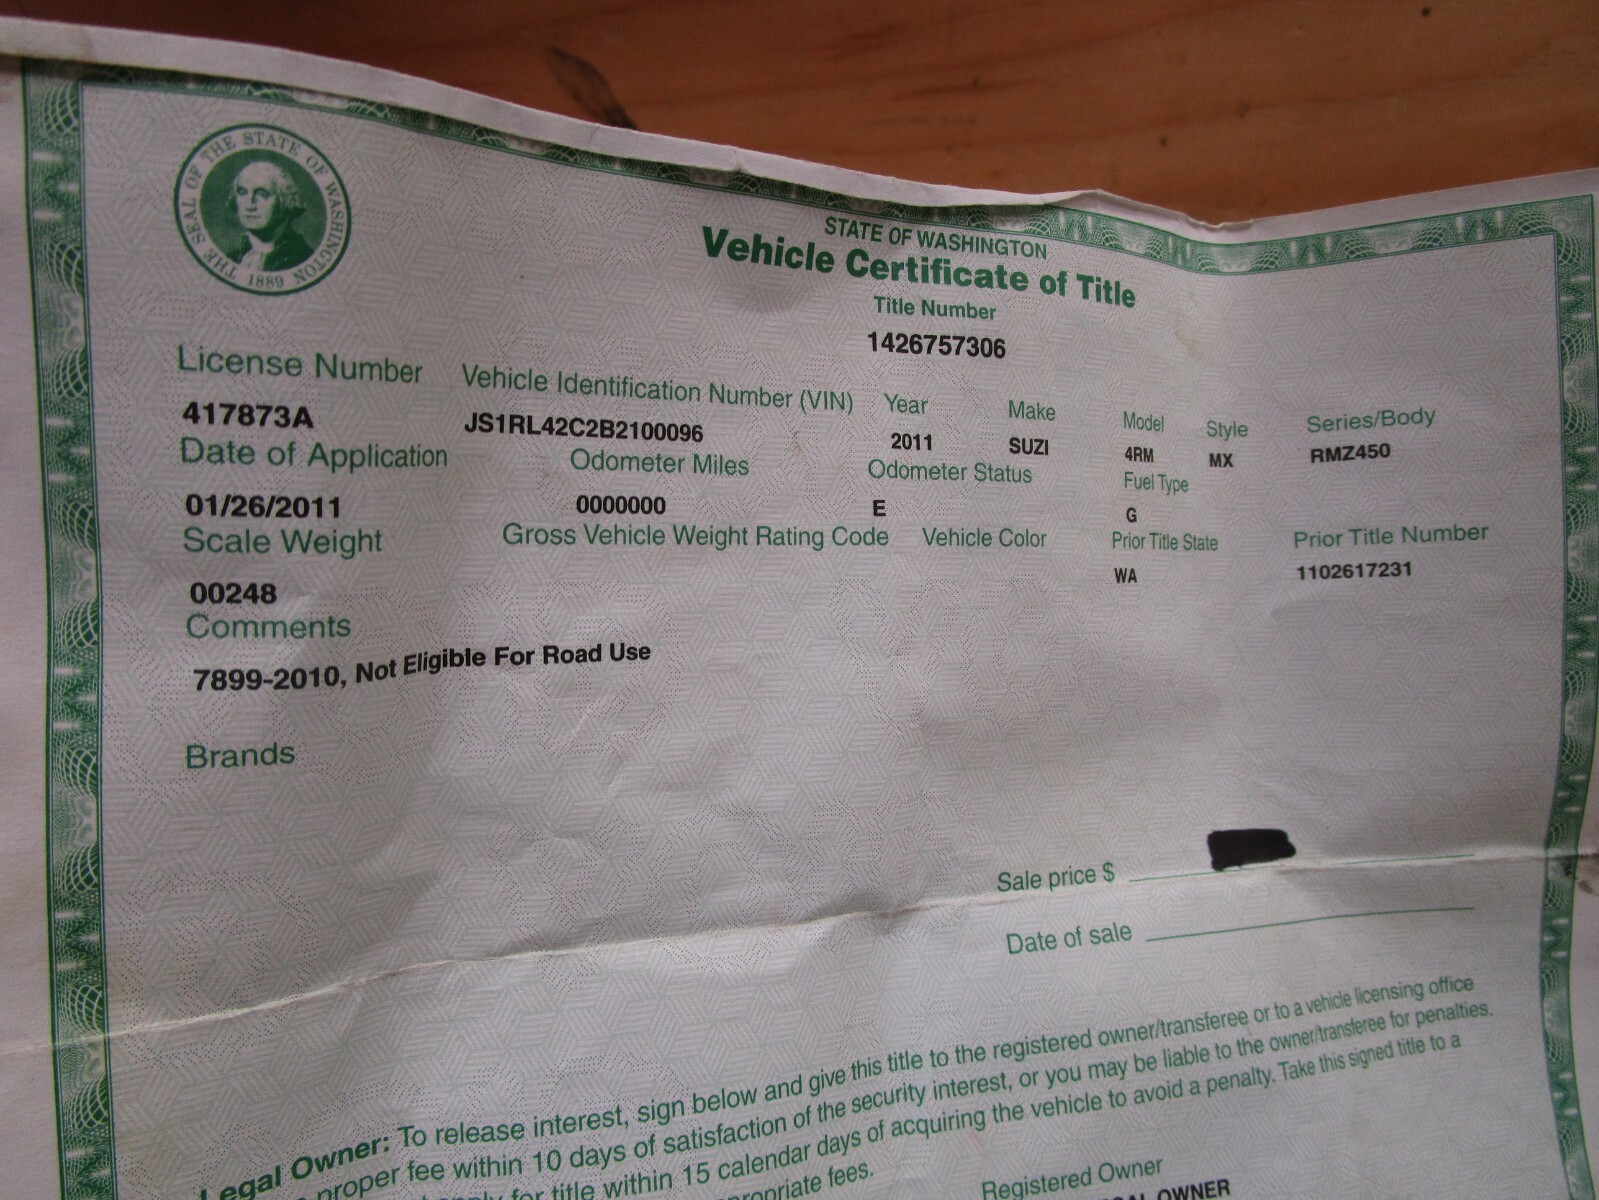 THE SEAL OF THE STATE OF WASHINGTON
1889
STATE OF WASHINGTON
Vehicle Certificate of Title
Title Number
1426757306
License Number Vehicle Identification Number (VIN) Year Make Model Style Series/Body
417873A JS1RL42C2B2100096 2011 SUZI 4RM MX RMZ450
Date of Application Odometer Miles Odometer Status Fuel Type
01/26/2011 0000000 E G
Scale Weight Gross Vehicle Weight Rating Code Vehicle Color Prior Title State Prior Title Number
00248 WA 1102617231
Comments
7899-2010, Not Eligible For Road Use
Brands
Sale price $
Date of sale
Legal Owner: To release interest, sign below and give this title to the registered owner/transferee or to a vehicle licensing office
proper fee within 10 days of satisfaction of the security interest, or you may be liable to the owner/transferee for penalties.
for title within 15 calendar days of acquiring the vehicle to avoid a penalty. Take this signed title to a
fees.
Registered Owner
OWNER